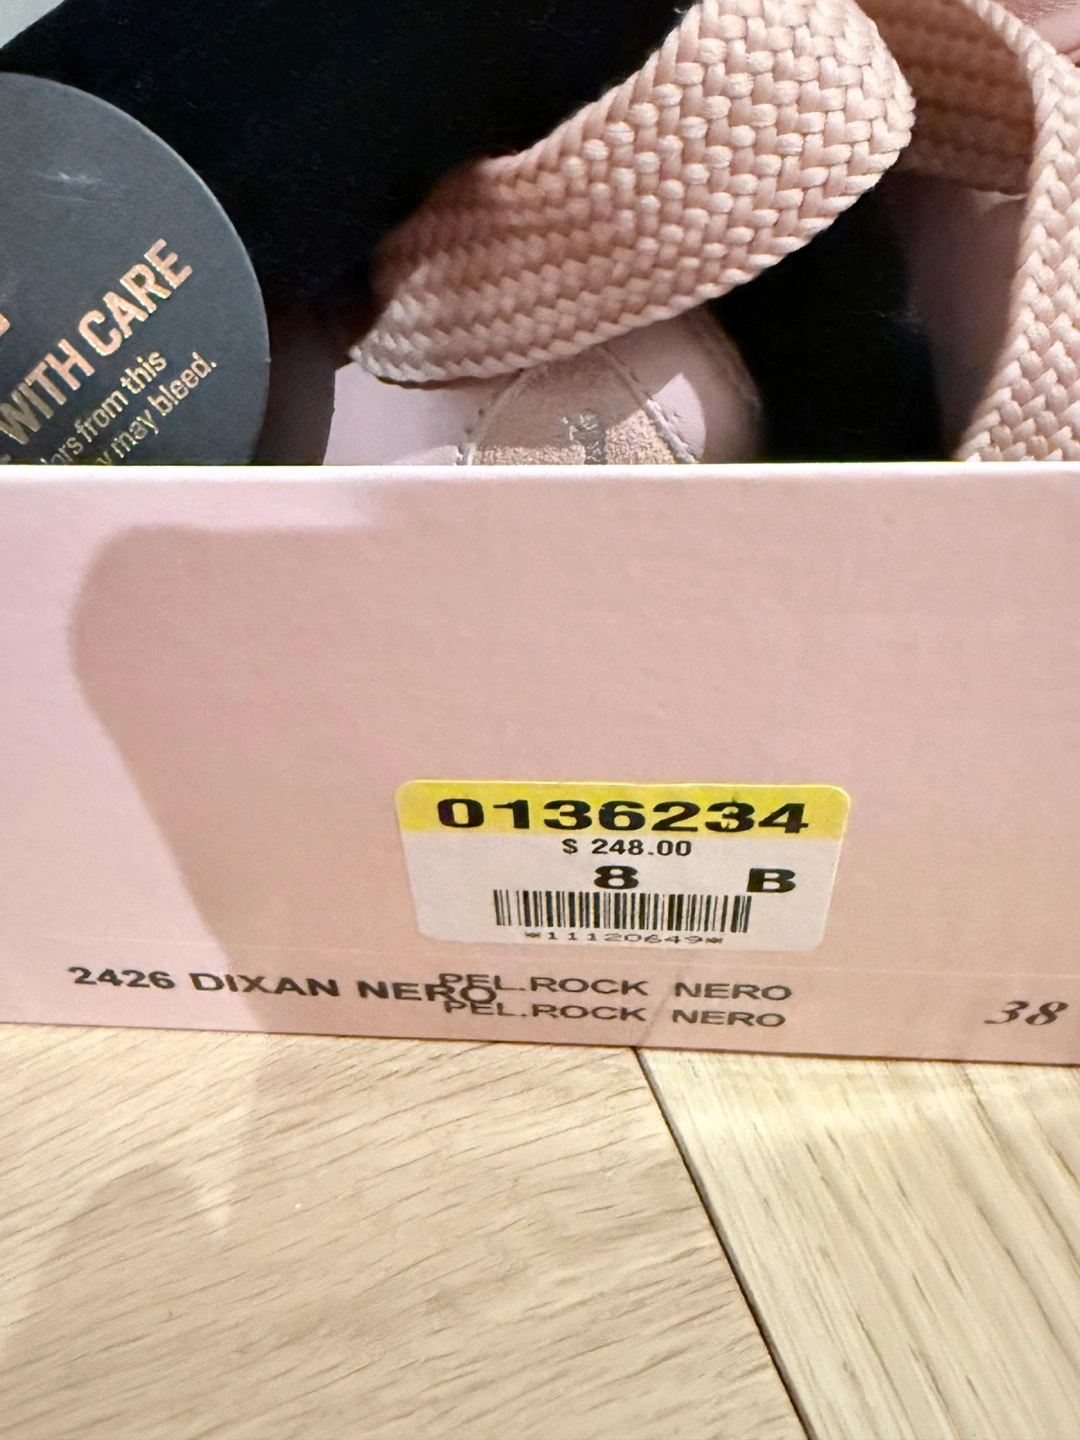 WITH CARE
from this
may bleed.
0136234
$ 248.00
8 B
*11120649*
2426 DIXAN NERO
PEL.ROCK NERO
PEL.ROCK NERO
38